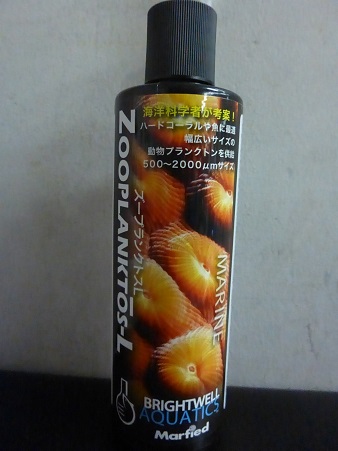 海洋科学者が考案！
ハードコーラルや魚に最適
幅広いサイズの
動物プランクトンを供給
500～2000μmサイズ
ZOOPLANKTŌS-L
ズープランクトスL
MARINE
BRIGHTWELL
AQUATICS
Marfied